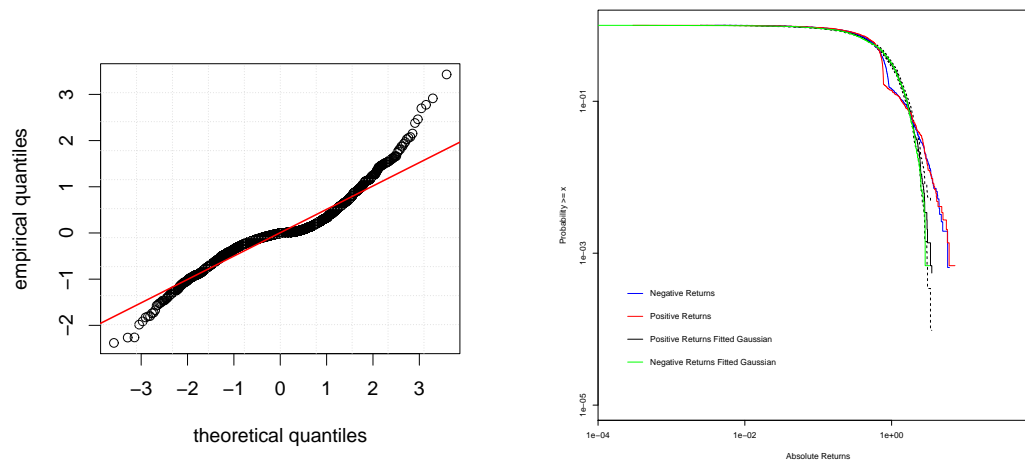 empirical quantiles
3
2
1
0
−1
−2
−3
−2
−1
0
1
2
3
theoretical quantiles
Probability >= x
1e−01
1e−03
1e−05
Negative Returns
Positive Returns
Positive Returns Fitted Gaussian
Negative Returns Fitted Gaussian
1e−04
1e−02
1e+00
Absolute Returns